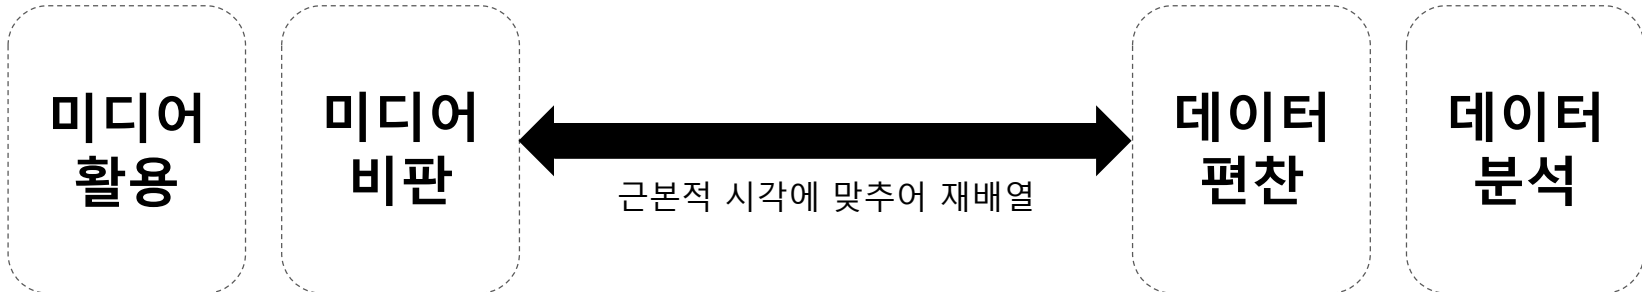 미디어
활용
미디어
비판
근본적 시각에 맞추어 재배열
데이터
편찬
데이터
분석